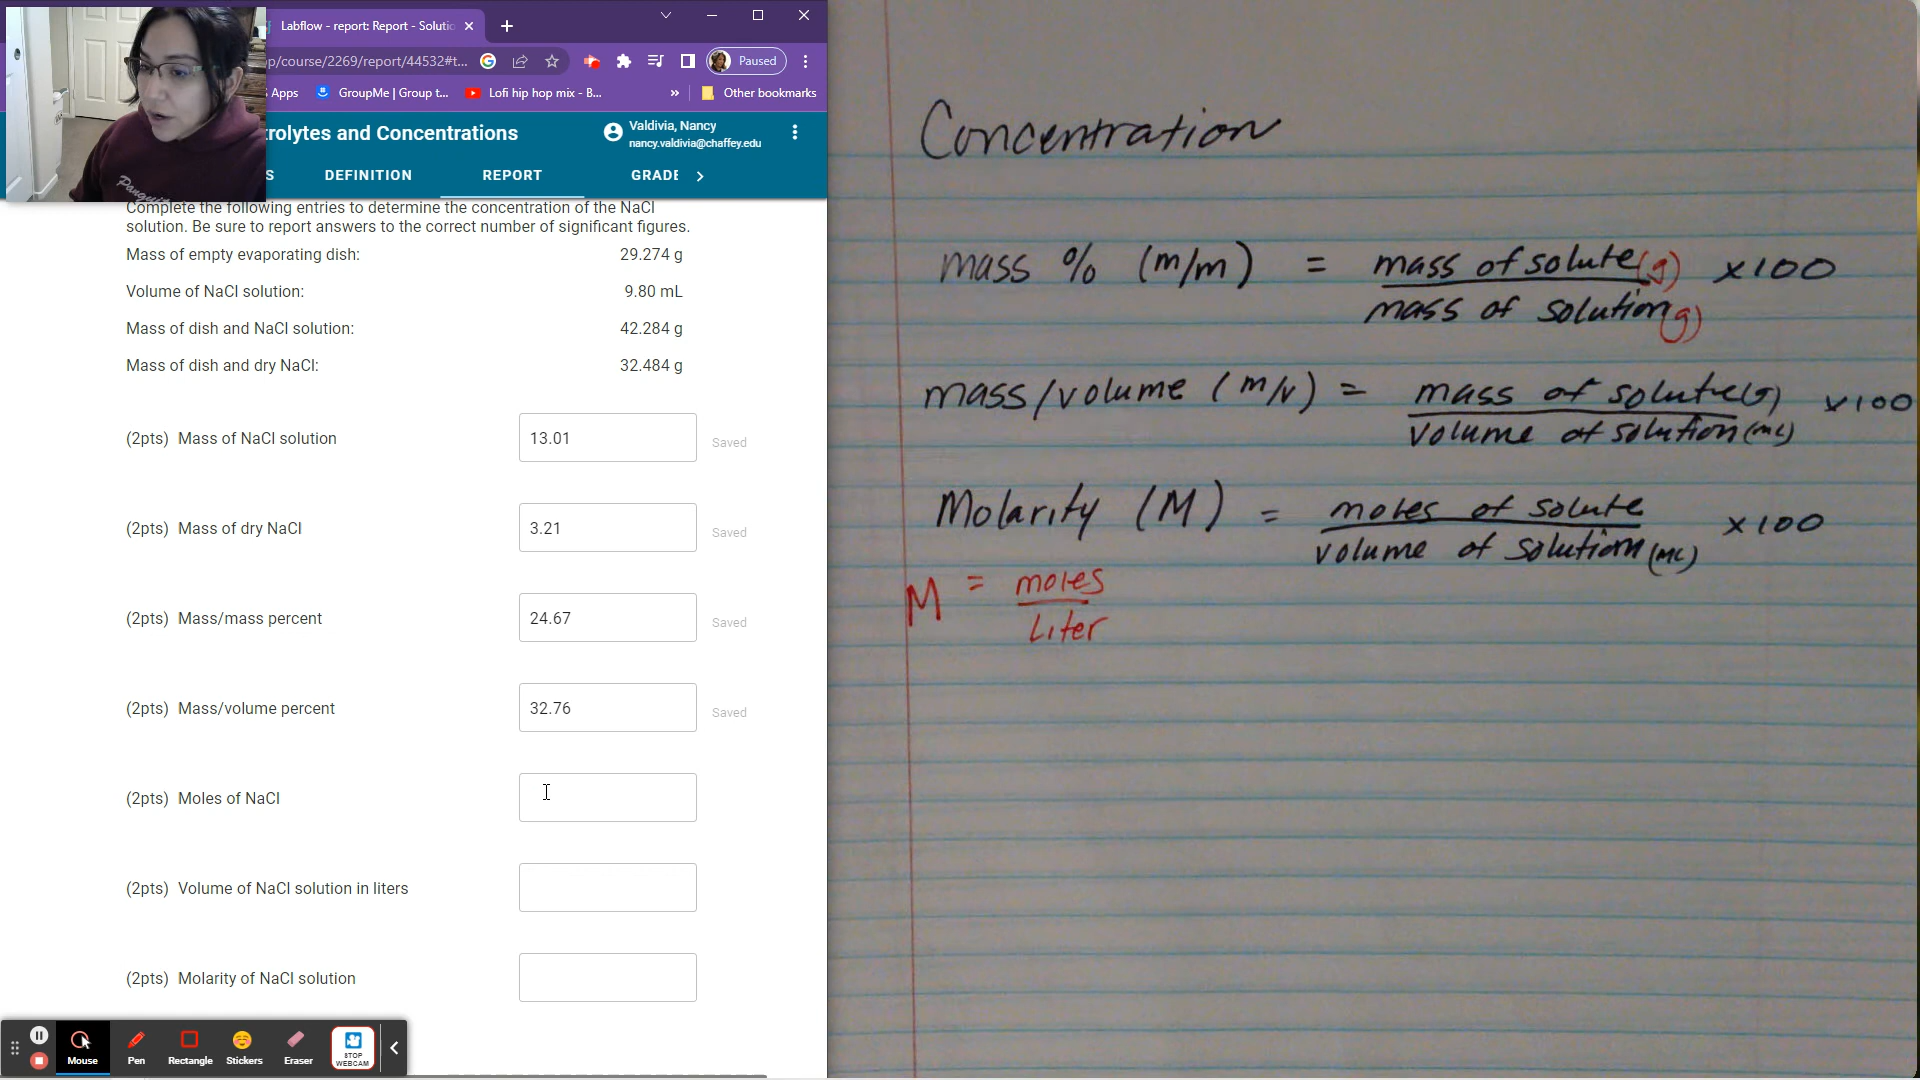 Labflow - report: Report - Solutio
p/course/2269/report/44532#t...
Paused
Apps
GroupMe | Group t...
Lofi hip hop mix - B...
»
Other bookmarks
trolytes and Concentrations
Valdivia, Nancy
nancy.valdivia@chaffey.edu
S
DEFINITION
REPORT
GRADE
Complete the following entries to determine the concentration of the NaCl
solution. Be sure to report answers to the correct number of significant figures.
Mass of empty evaporating dish: 29.274 g
Volume of NaCl solution: 9.80 mL
Mass of dish and NaCl solution: 42.284 g
Mass of dish and dry NaCl: 32.484 g
(2pts) Mass of NaCl solution 13.01 Saved
(2pts) Mass of dry NaCl 3.21 Saved
(2pts) Mass/mass percent 24.67 Saved
(2pts) Mass/volume percent 32.76 Saved
(2pts) Moles of NaCl
(2pts) Volume of NaCl solution in liters
(2pts) Molarity of NaCl solution
Mouse
Pen
Rectangle
Stickers
Eraser
STOP
WEBCAM
Concentration
mass % (m/m) = mass of solute (g) x100
mass of solution (g)
mass/volume (m/v) = mass of solute (g) x100
volume of solution (mL)
Molarity (M) = moles of solute x100
volume of solution (mL)
M = moles
Liter